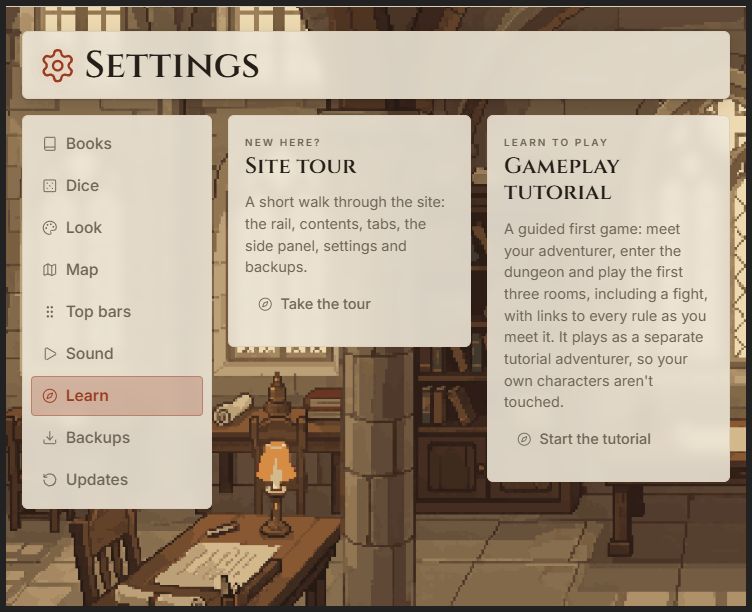 Settings
Books
Dice
Look
Map
Top bars
Sound
Learn
Backups
Updates
NEW HERE?
Site tour
A short walk through the site:
the rail, contents, tabs, the
side panel, settings and
backups.
Take the tour
LEARN TO PLAY
Gameplay
tutorial
A guided first game: meet
your adventurer, enter the
dungeon and play the first
three rooms, including a fight,
with links to every rule as you
meet it. It plays as a separate
tutorial adventurer, so your
own characters aren't
touched.
Start the tutorial